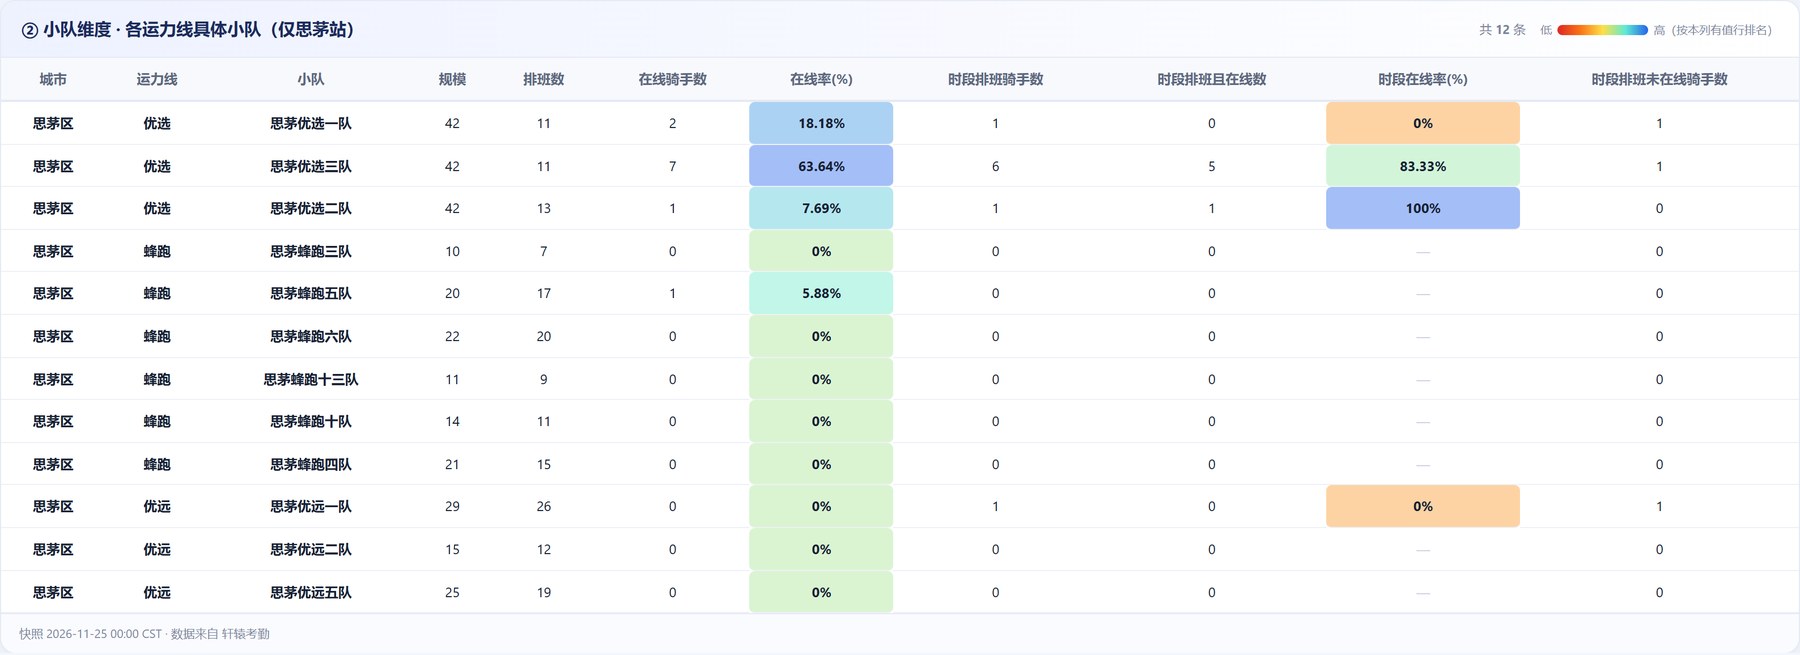 ② 小队维度 · 各运力线具体小队（仅思茅站）
共 12 条 低 高 (按本列有值行排名)
城市 运力线 小队 规模 排班数 在线骑手数 在线率(%) 时段排班骑手数 时段排班且在线数 时段在线率(%) 时段排班未在线骑手数
思茅区 优选 思茅优选一队 42 11 2 18.18% 1 0 0% 1
思茅区 优选 思茅优选三队 42 11 7 63.64% 6 5 83.33% 1
思茅区 优选 思茅优选二队 42 13 1 7.69% 1 1 100% 0
思茅区 蜂跑 思茅蜂跑三队 10 7 0 0% 0 0 — 0
思茅区 蜂跑 思茅蜂跑五队 20 17 1 5.88% 0 0 — 0
思茅区 蜂跑 思茅蜂跑六队 22 20 0 0% 0 0 — 0
思茅区 蜂跑 思茅蜂跑十三队 11 9 0 0% 0 0 — 0
思茅区 蜂跑 思茅蜂跑十队 14 11 0 0% 0 0 — 0
思茅区 蜂跑 思茅蜂跑四队 21 15 0 0% 0 0 — 0
思茅区 优远 思茅优远一队 29 26 0 0% 1 0 0% 1
思茅区 优远 思茅优远二队 15 12 0 0% 0 0 — 0
思茅区 优远 思茅优远五队 25 19 0 0% 0 0 — 0
快照 2026-11-25 00:00 CST · 数据来自 轩辕考勤